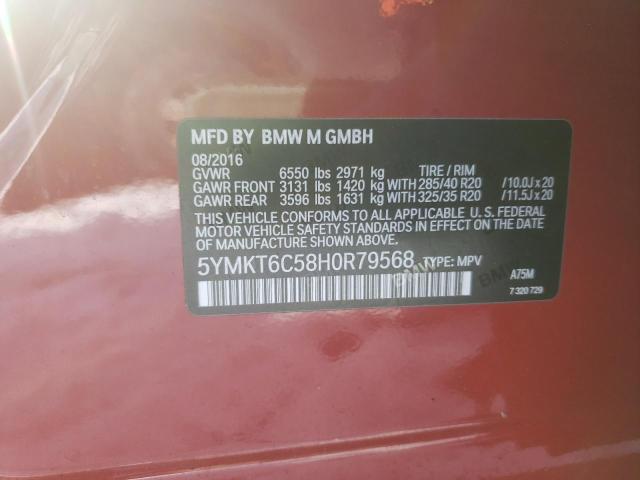 MFD BY BMW M GMBH
08/2016
GVWR 6550 lbs 2971 kg TIRE / RIM
GAWR FRONT 3131 lbs 1420 kg WITH 285/40 R20 /10.0J x 20
GAWR REAR 3596 lbs 1631 kg WITH 325/35 R20 /11.5J x 20
THIS VEHICLE CONFORMS TO ALL APPLICABLE U. S. FEDERAL
MOTOR VEHICLE SAFETY STANDARDS IN EFFECT ON THE DATE
OF MANUFACTURE SHOWN ABOVE.
5YMKT6C58H0R79568 TYPE: MPV
A75M
7 320 729